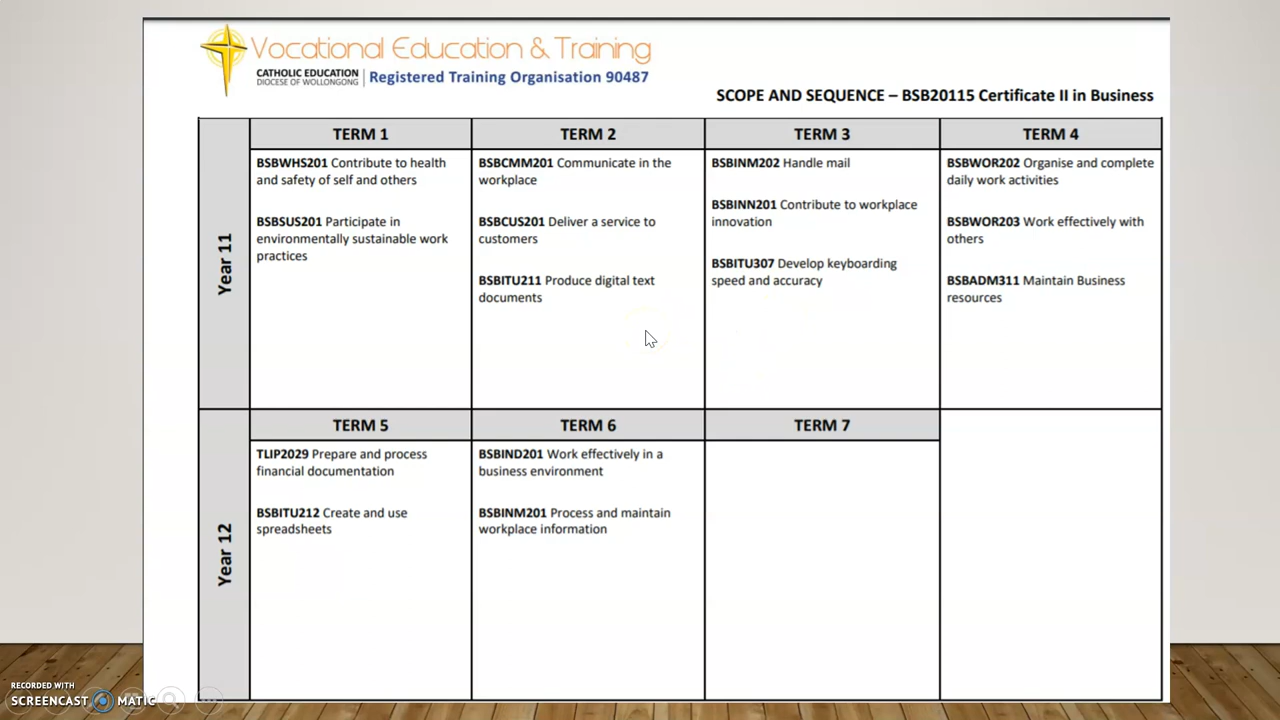 Vocational Education & Training
CATHOLIC EDUCATION
DIOCESE OF WOLLONGONG
Registered Training Organisation 90487
SCOPE AND SEQUENCE – BSB20115 Certificate II in Business
TERM 1
TERM 2
TERM 3
TERM 4
Year 11
BSBWHS201 Contribute to health
and safety of self and others
BSBSUS201 Participate in
environmentally sustainable work
practices
BSBCMM201 Communicate in the
workplace
BSBCUS201 Deliver a service to
customers
BSBITU211 Produce digital text
documents
BSBINM202 Handle mail
BSBINN201 Contribute to workplace
innovation
BSBITU307 Develop keyboarding
speed and accuracy
BSBWOR202 Organise and complete
daily work activities
BSBWOR203 Work effectively with
others
BSBADM311 Maintain Business
resources
TERM 5
TERM 6
TERM 7
Year 12
TLIP2029 Prepare and process
financial documentation
BSBITU212 Create and use
spreadsheets
BSBIND201 Work effectively in a
business environment
BSBINM201 Process and maintain
workplace information
RECORDED WITH
SCREENCAST MATIC